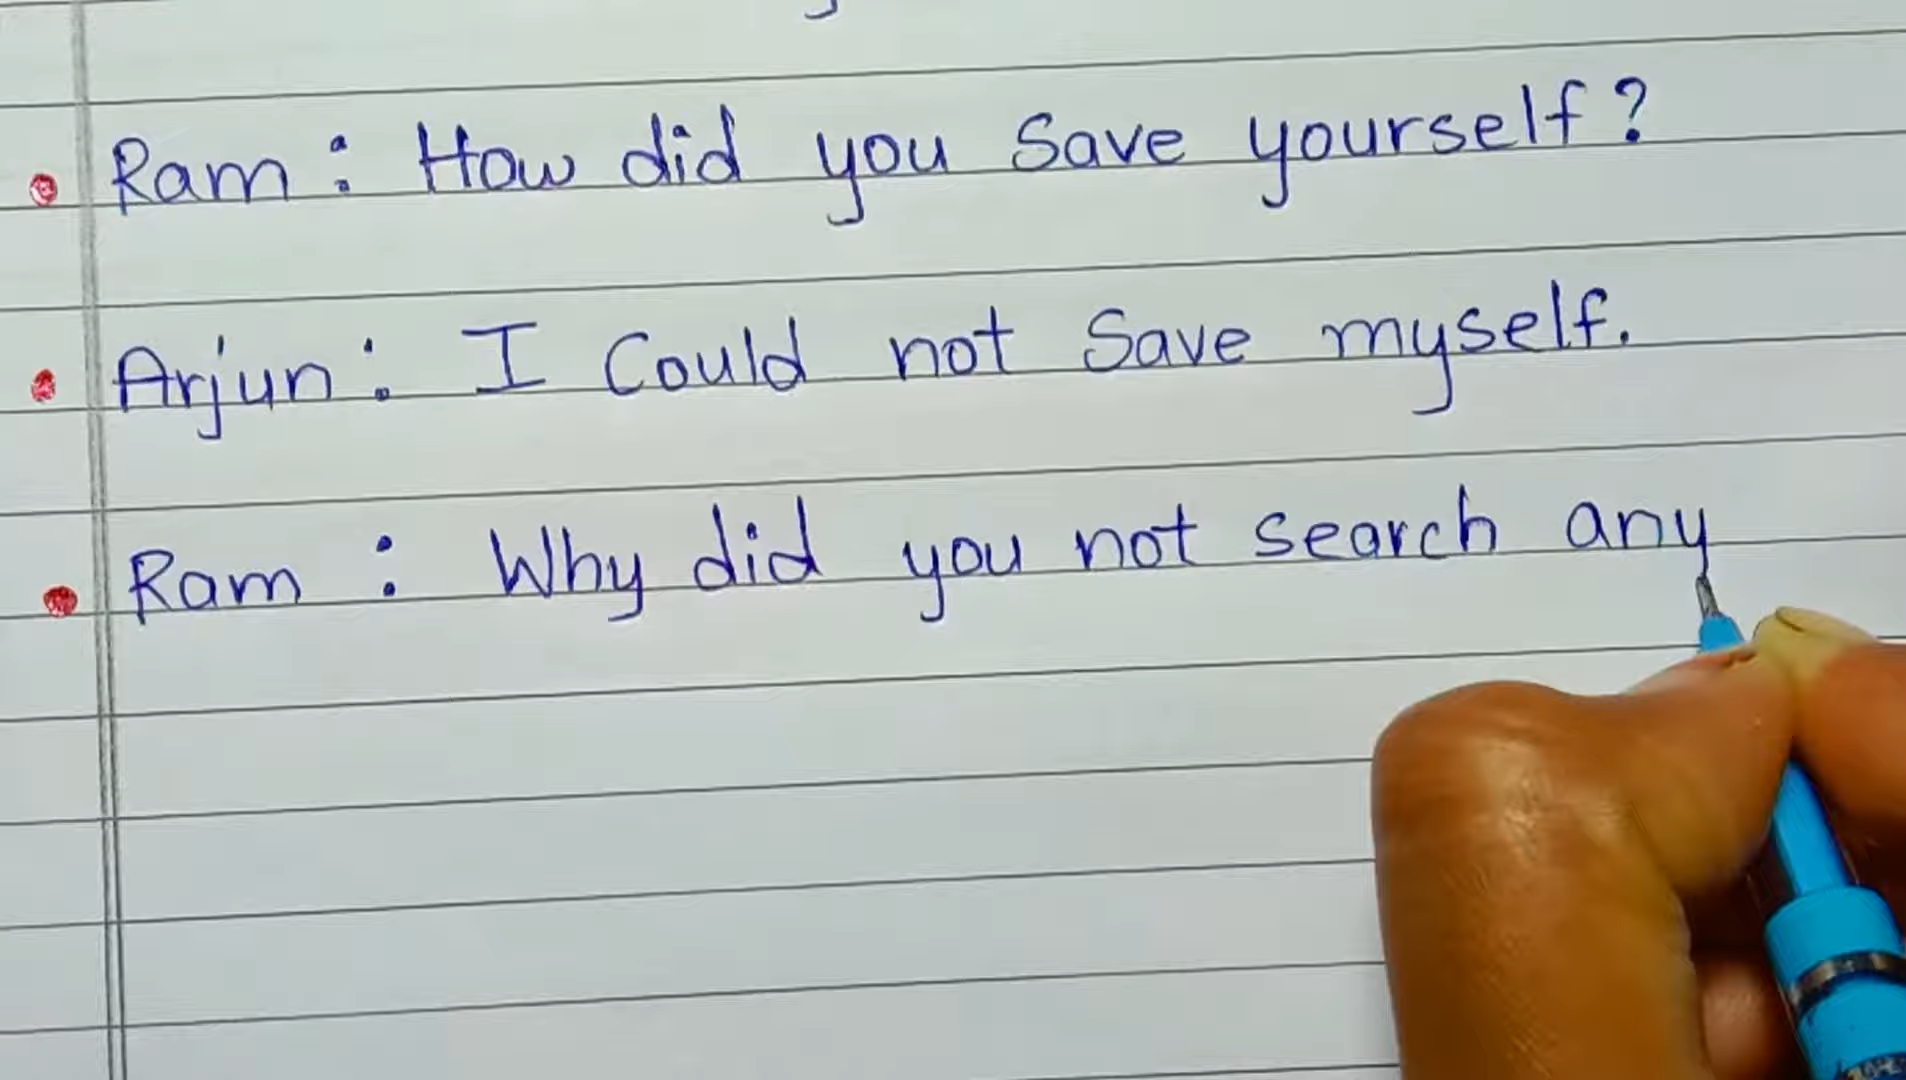 Ram : How did you Save yourself?
Arjun : I Could not Save myself.
Ram : Why did you not search any